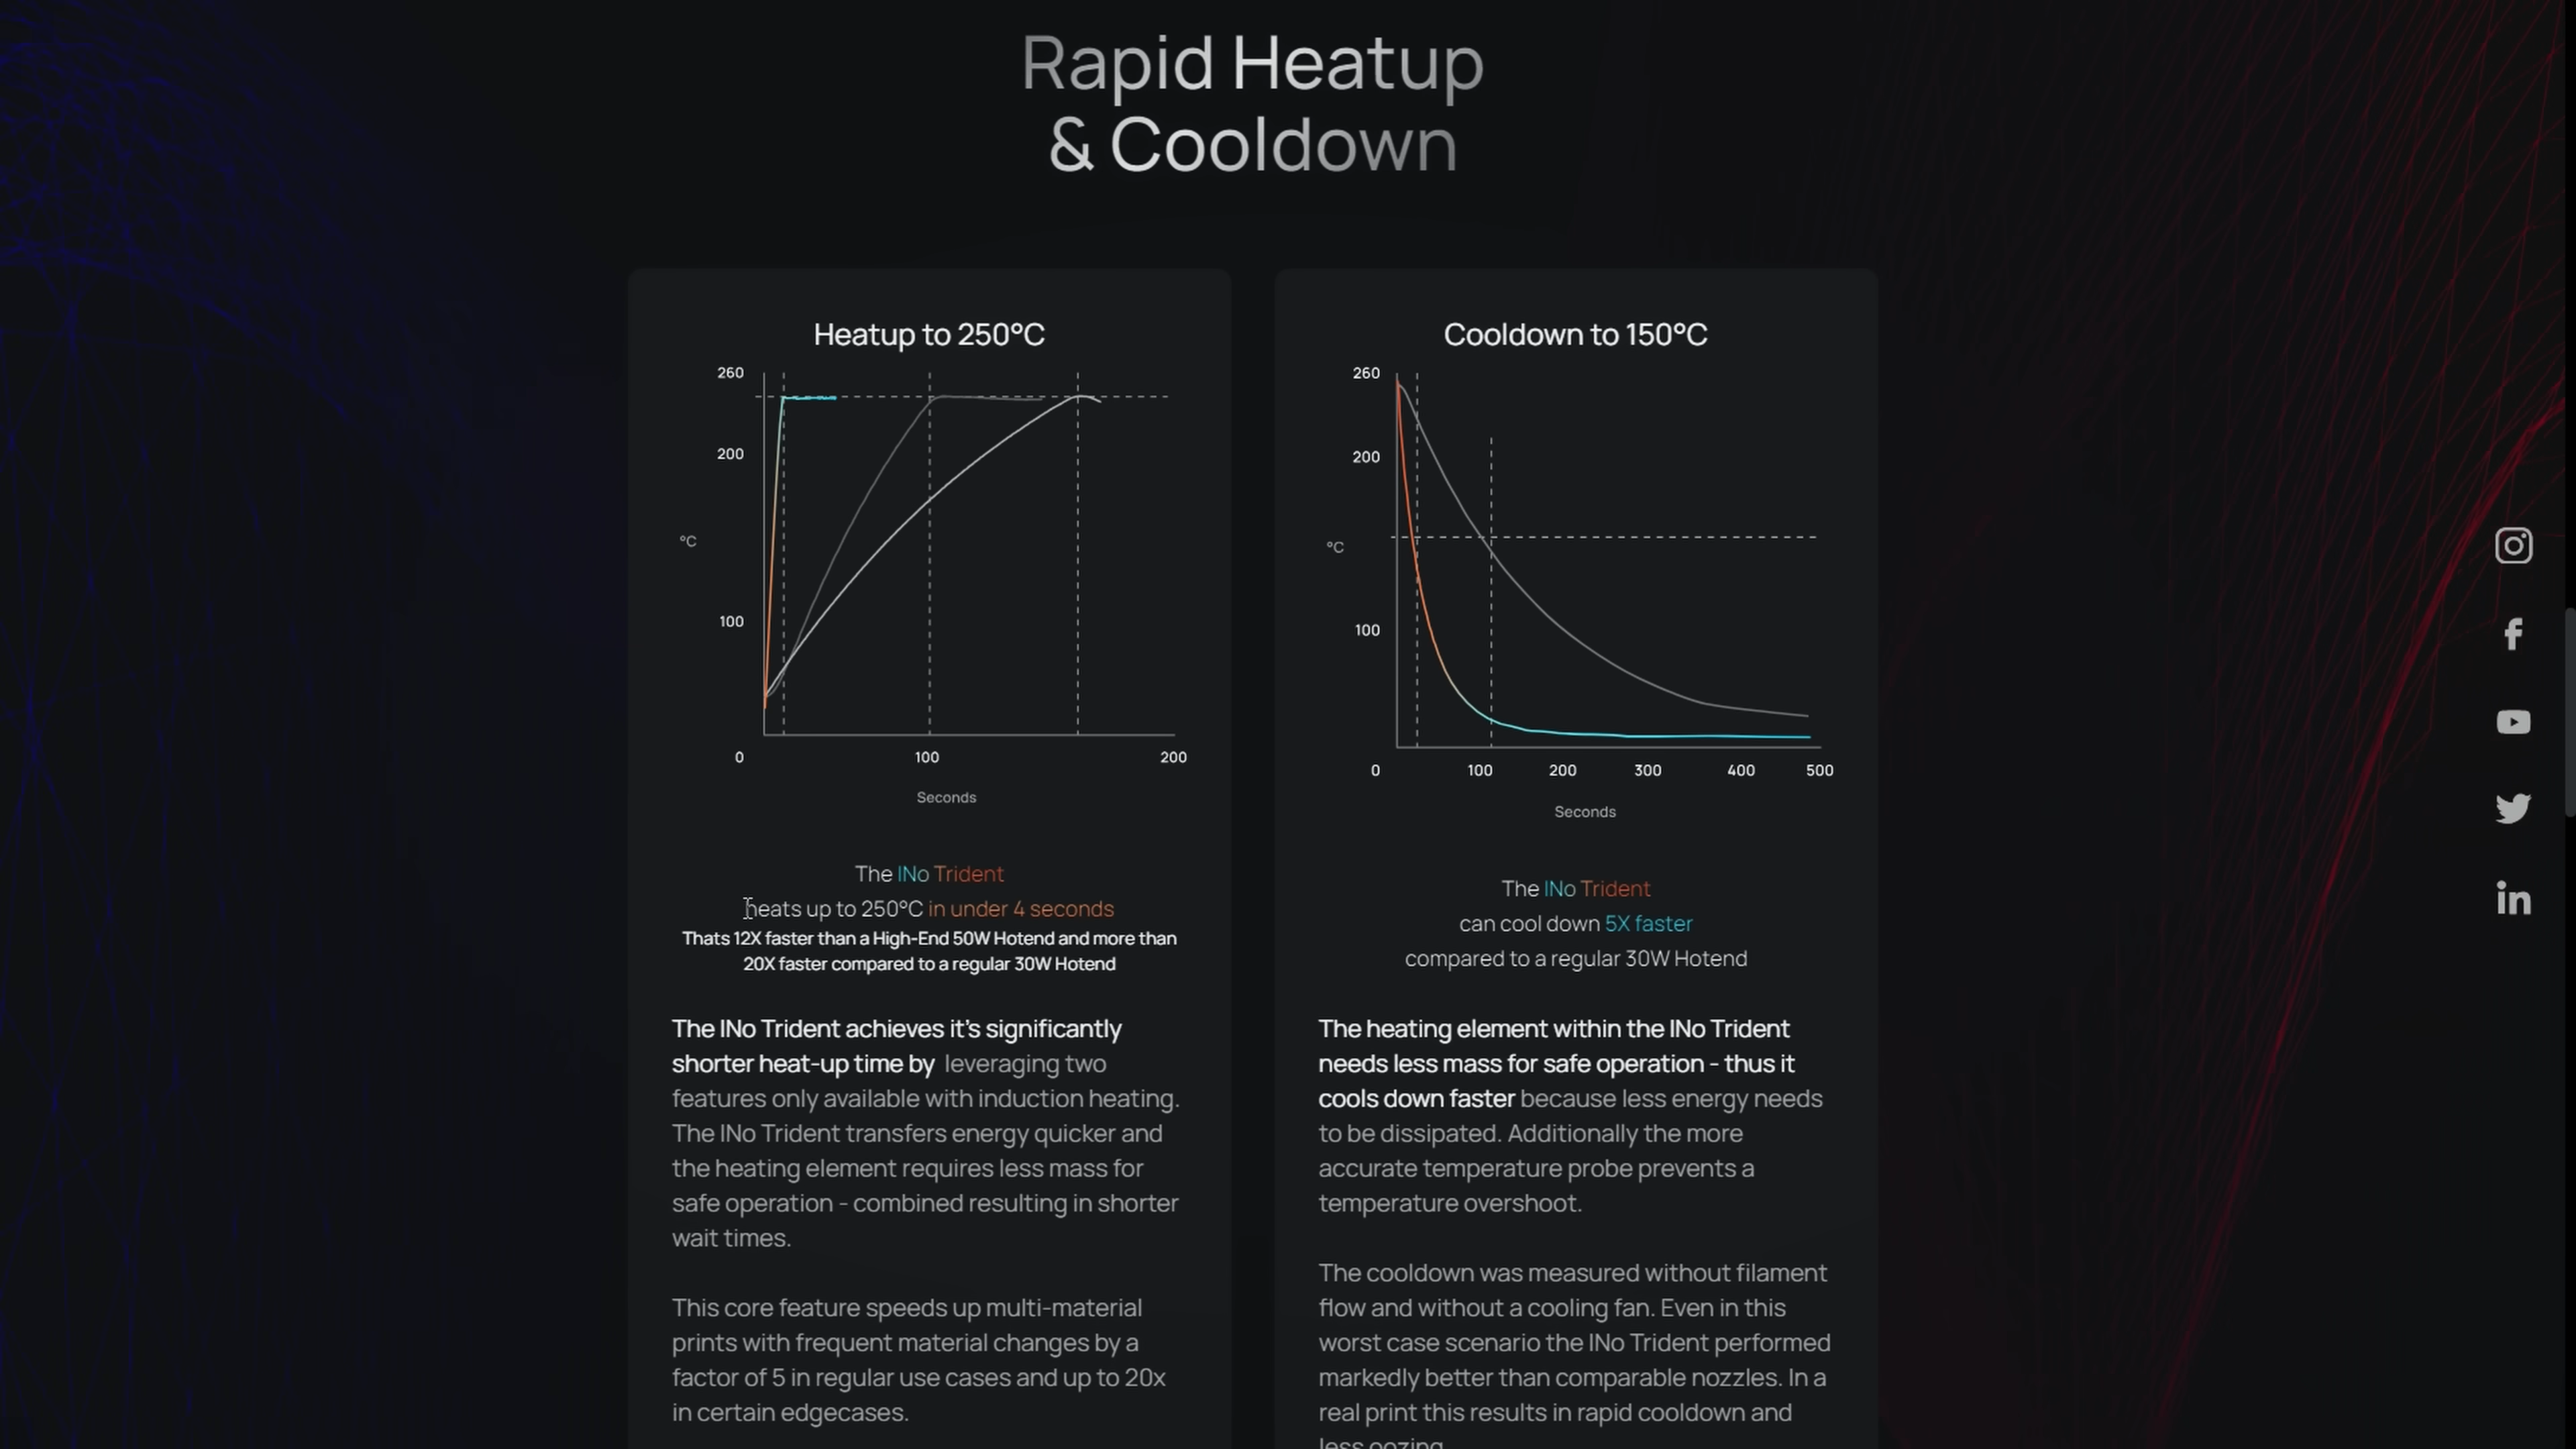 Rapid Heatup
& Cooldown
Heatup to 250°C
260
200
°C
100
0
100
200
Seconds
The INo Trident
heats up to 250°C in under 4 seconds
Thats 12X faster than a High-End 50W Hotend and more than
20X faster compared to a regular 30W Hotend
The INo Trident achieves it's significantly
shorter heat-up time by leveraging two
features only available with induction heating.
The INo Trident transfers energy quicker and
the heating element requires less mass for
safe operation - combined resulting in shorter
wait times.
This core feature speeds up multi-material
prints with frequent material changes by a
factor of 5 in regular use cases and up to 20x
in certain edgecases.
Cooldown to 150°C
260
200
°C
100
0
100
200
300
400
500
Seconds
The INo Trident
can cool down 5X faster
compared to a regular 30W Hotend
The heating element within the INo Trident
needs less mass for safe operation - thus it
cools down faster because less energy needs
to be dissipated. Additionally the more
accurate temperature probe prevents a
temperature overshoot.
The cooldown was measured without filament
flow and without a cooling fan. Even in this
worst case scenario the INo Trident performed
markedly better than comparable nozzles. In a
real print this results in rapid cooldown and
less oozing